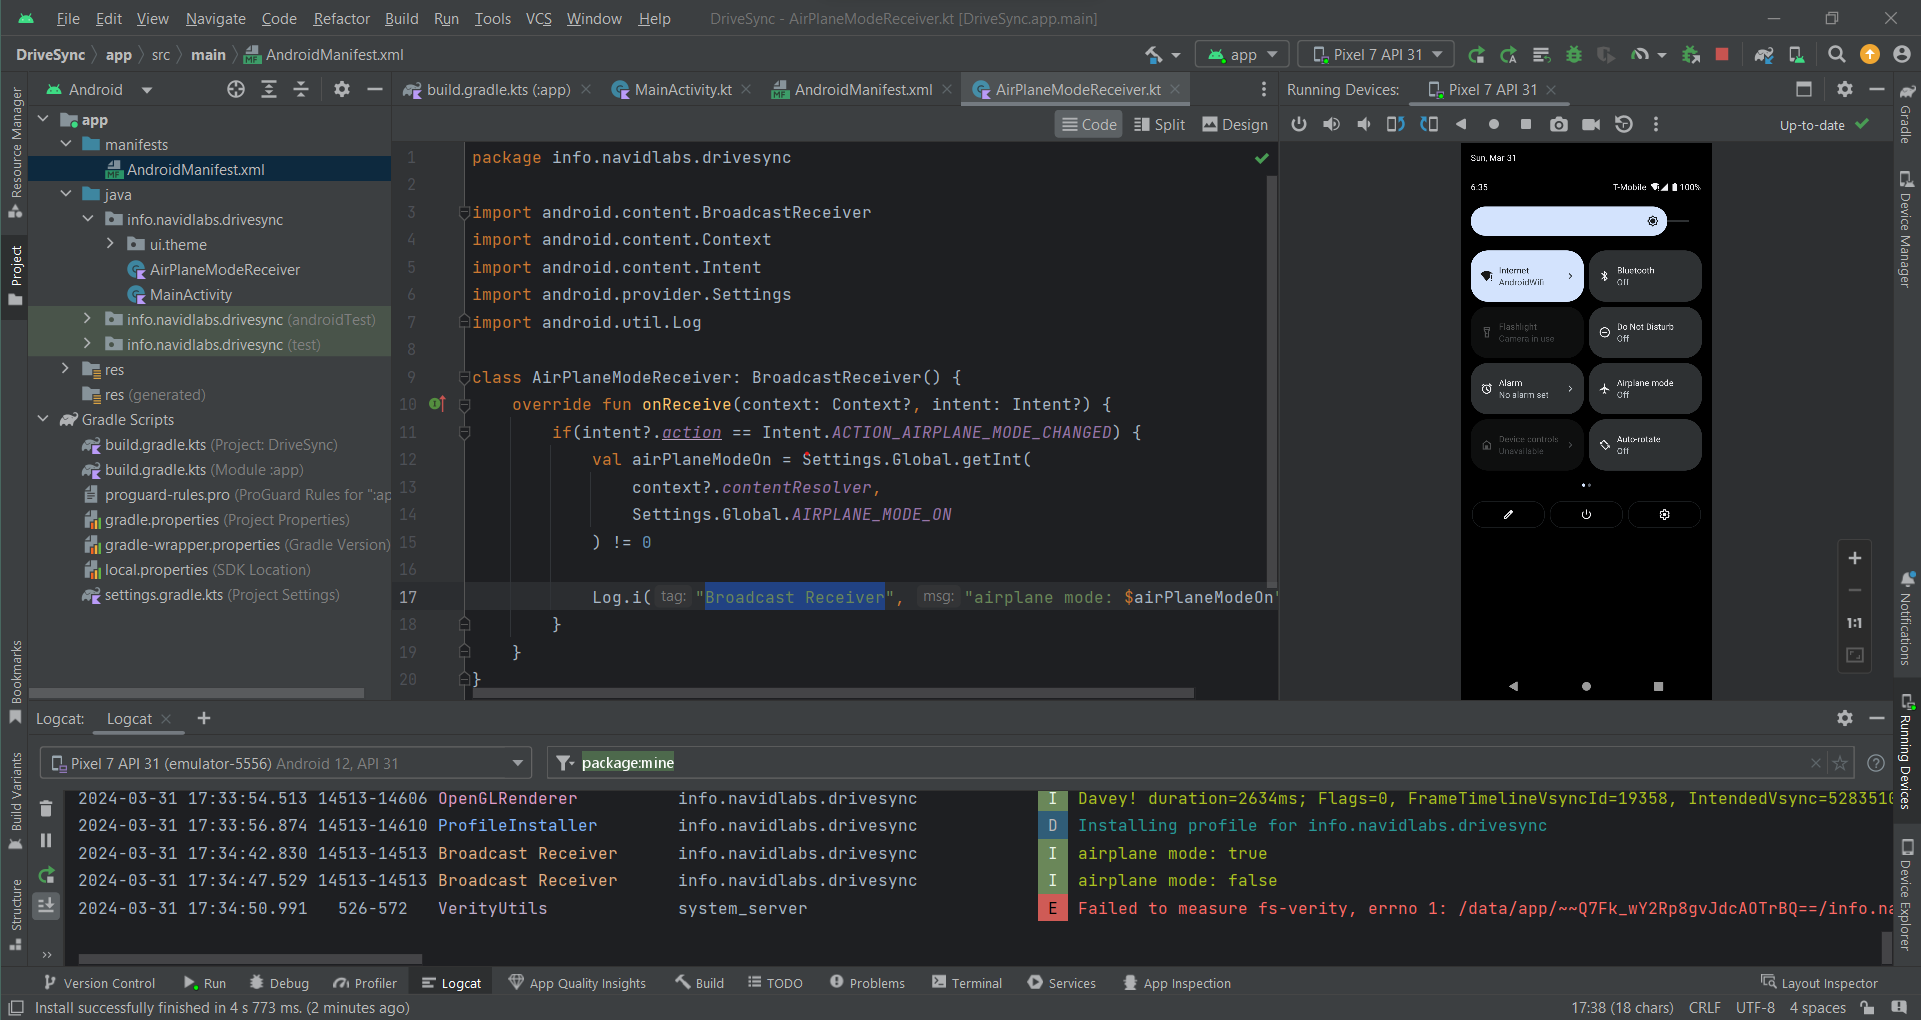 File Edit View Navigate Code Refactor Build Run Tools VCS Window Help DriveSync - AirPlaneModeReceiver.kt [DriveSync.app.main]
DriveSync app src main AndroidManifest.xml app Pixel 7 API 31
Android
build.gradle.kts (:app) MainActivity.kt AndroidManifest.xml AirPlaneModeReceiver.kt
Running Devices: Pixel 7 API 31
Code Split Design
Up-to-date
Resource Manager
Project
Bookmarks
Build Variants
Structure
app
manifests
AndroidManifest.xml
java
info.navidlabs.drivesync
ui.theme
AirPlaneModeReceiver
MainActivity
info.navidlabs.drivesync (androidTest)
info.navidlabs.drivesync (test)
res
res (generated)
Gradle Scripts
build.gradle.kts (Project: DriveSync)
build.gradle.kts (Module :app)
proguard-rules.pro (ProGuard Rules for ":ap
gradle.properties (Project Properties)
gradle-wrapper.properties (Gradle Version)
local.properties (SDK Location)
settings.gradle.kts (Project Settings)
1 package info.navidlabs.drivesync
2
3 import android.content.BroadcastReceiver
4 import android.content.Context
5 import android.content.Intent
6 import android.provider.Settings
7 import android.util.Log
8
9 class AirPlaneModeReceiver: BroadcastReceiver() {
10 override fun onReceive(context: Context?, intent: Intent?) {
11 if(intent?.action == Intent.ACTION_AIRPLANE_MODE_CHANGED) {
12 val airPlaneModeOn = Settings.Global.getInt(
13 context?.contentResolver,
14 Settings.Global.AIRPLANE_MODE_ON
15 ) != 0
16
17 Log.i( tag: "Broadcast Receiver", msg: "airplane mode: $airPlaneModeOn"
18 }
19 }
20 }
Sun, Mar 31
6:35 T-Mobile 100%
Internet
AndroidWifi
Bluetooth
Off
Flashlight
Camera in use
Do Not Disturb
Off
Alarm
No alarm set
Airplane mode
Off
Device controls
Unavailable
Auto-rotate
Off
1:1
Gradle
Device Manager
Notifications
Running Devices
Device Explorer
Logcat: Logcat
Pixel 7 API 31 (emulator-5556) Android 12, API 31
package:mine
2024-03-31 17:33:54.513 14513-14606 OpenGLRenderer info.navidlabs.drivesync I Davey! duration=2634ms; Flags=0, FrameTimelineVsyncId=19358, IntendedVsync=5283510
2024-03-31 17:33:56.874 14513-14610 ProfileInstaller info.navidlabs.drivesync D Installing profile for info.navidlabs.drivesync
2024-03-31 17:34:42.830 14513-14513 Broadcast Receiver info.navidlabs.drivesync I airplane mode: true
2024-03-31 17:34:47.529 14513-14513 Broadcast Receiver info.navidlabs.drivesync I airplane mode: false
2024-03-31 17:34:50.991 526-572 VerityUtils system_server E Failed to measure fs-verity, errno 1: /data/app/~~Q7Fk_wY2Rp8gvJdcAOTrBQ==/info.na
Version Control Run Debug Profiler Logcat App Quality Insights Build TODO Problems Terminal Services App Inspection Layout Inspector
Install successfully finished in 4 s 773 ms. (2 minutes ago) 17:38 (18 chars) CRLF UTF-8 4 spaces